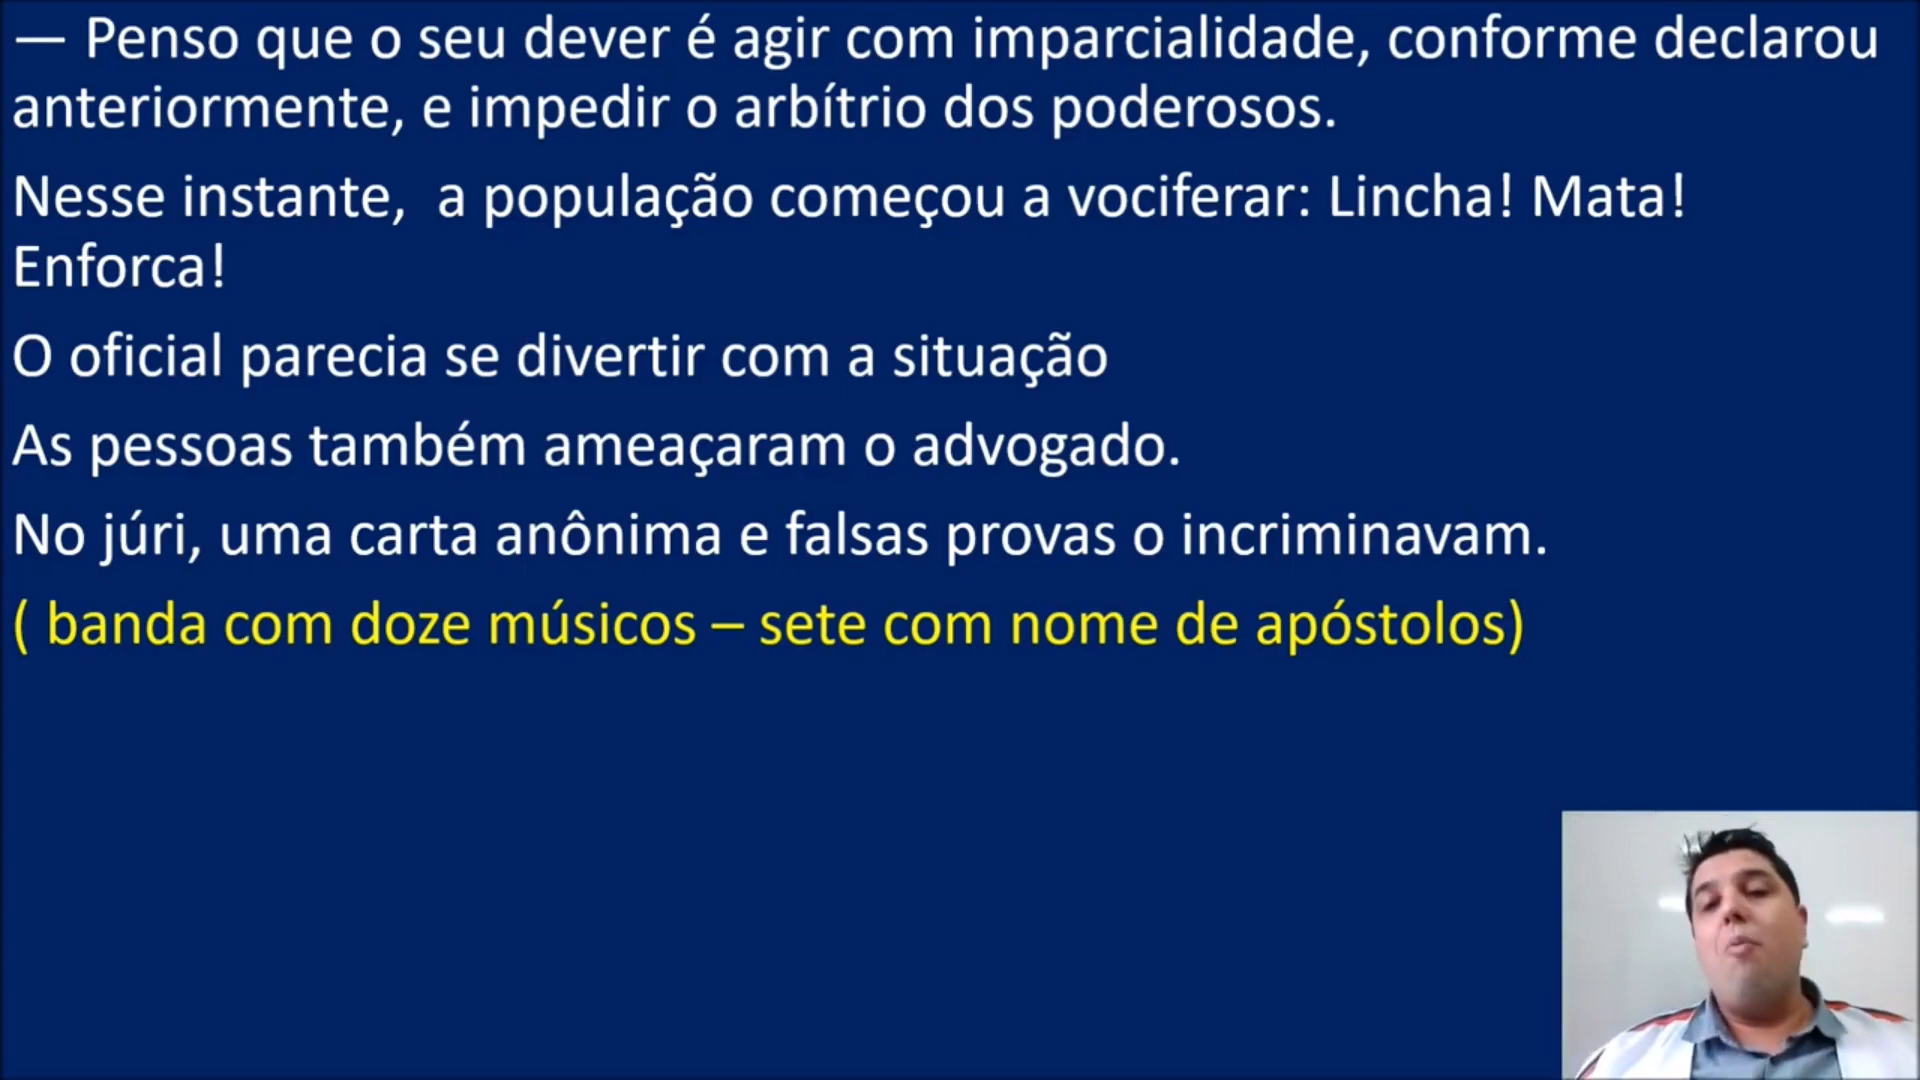 — Penso que o seu dever é agir com imparcialidade, conforme declarou
anteriormente, e impedir o arbítrio dos poderosos.
Nesse instante,  a população começou a vociferar: Lincha! Mata!
Enforca!
O oficial parecia se divertir com a situação
As pessoas também ameaçaram o advogado.
No júri, uma carta anônima e falsas provas o incriminavam.
( banda com doze músicos – sete com nome de apóstolos)